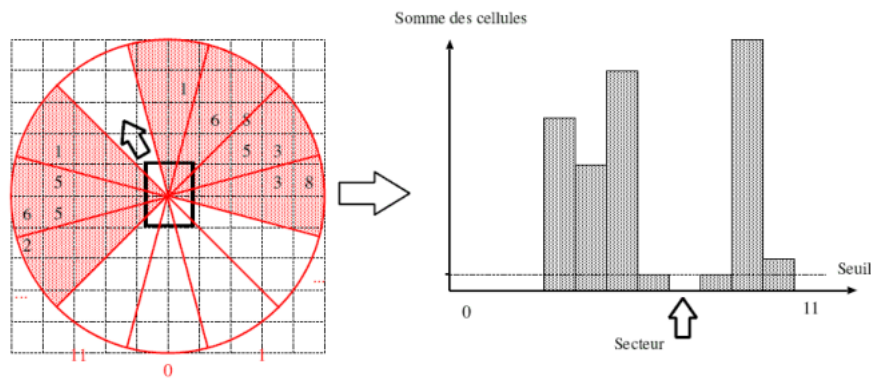 Somme des cellules
1
6 8
1 5 3
5 3 8
6 5
2
Seuil
... ...
0 11
Secteur
11 1
0